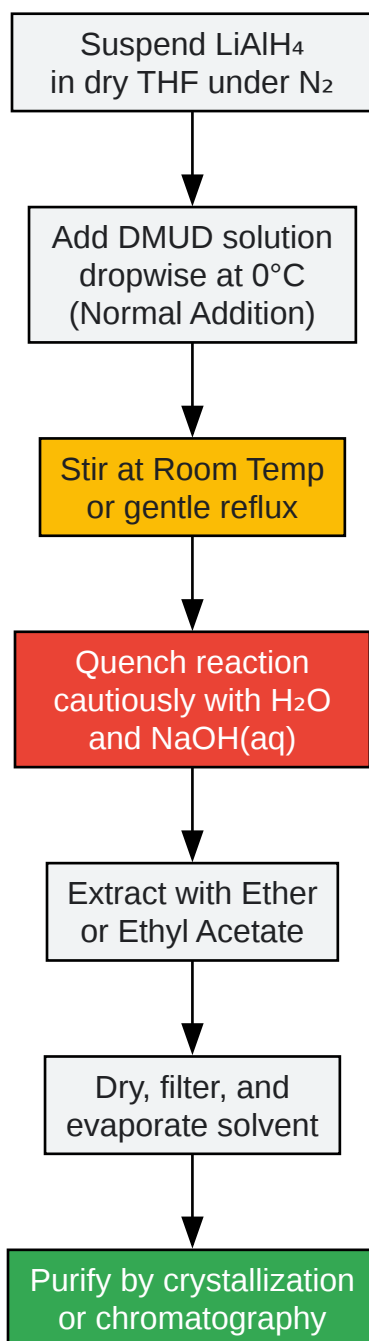 Suspend LiAlH₄
in dry THF under N₂
Add DMUD solution
dropwise at 0°C
(Normal Addition)
Stir at Room Temp
or gentle reflux
Quench reaction
cautiously with H₂O
and NaOH(aq)
Extract with Ether
or Ethyl Acetate
Dry, filter, and
evaporate solvent
Purify by crystallization
or chromatography